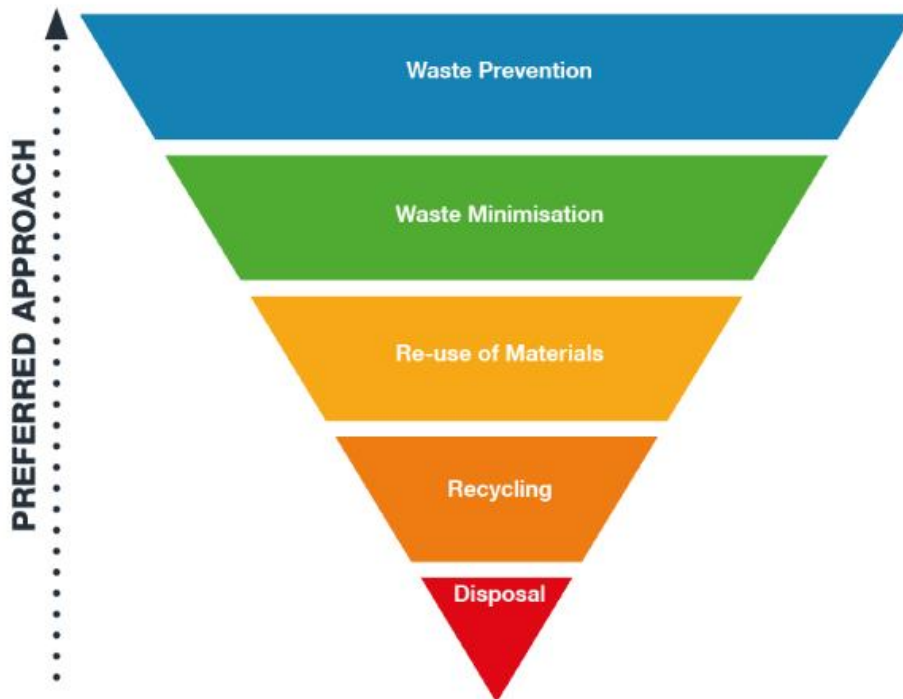 PREFERRED APPROACH
Waste Prevention
Waste Minimisation
Re-use of Materials
Recycling
Disposal